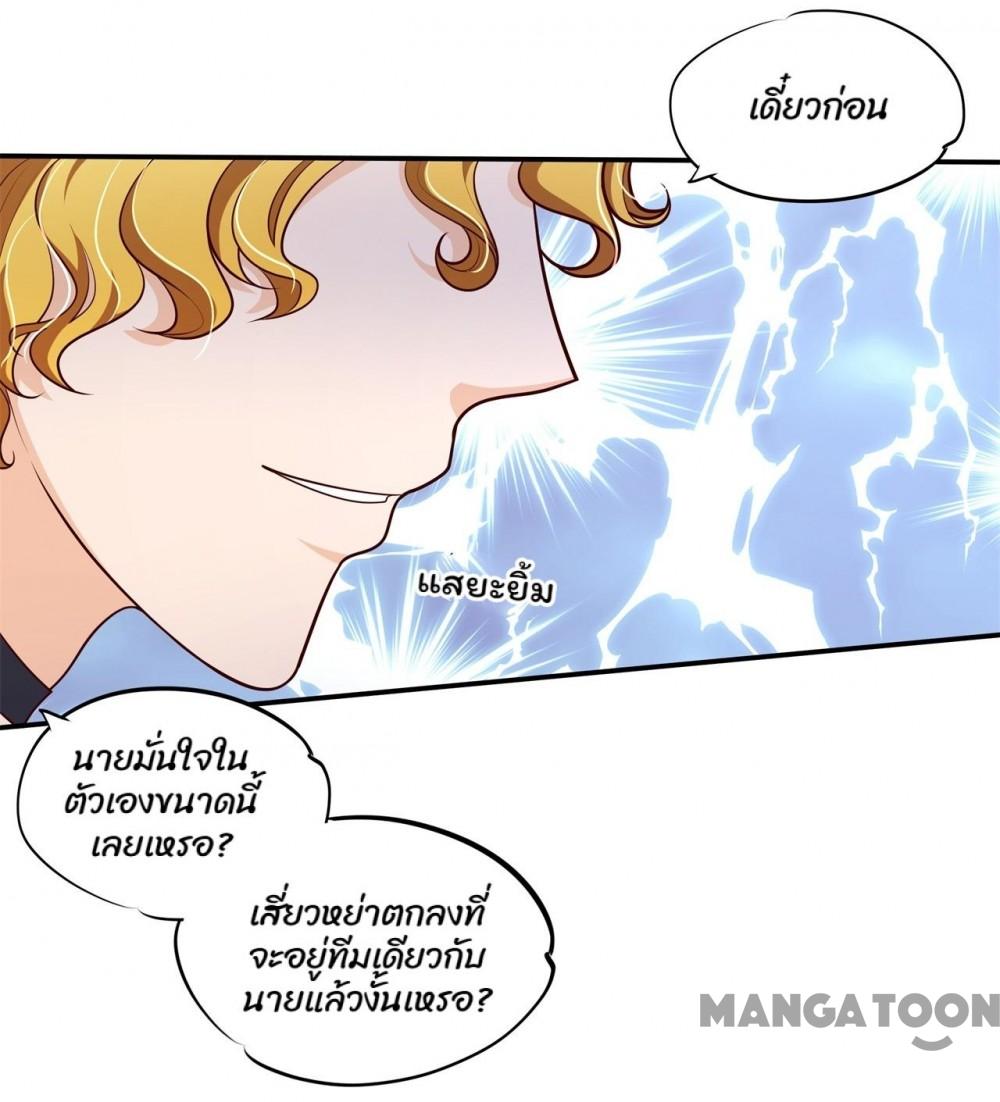 เดี๋ยวก่อน
แสยะยิ้ม
นายมั่นใจใน
ตัวเองขนาดนี้
เลยเหรอ?
เสี่ยวหย่าตกลงที่
จะอยู่ทีมเดียวกับ
นายแล้วงั้นเหรอ?
MANGATOON